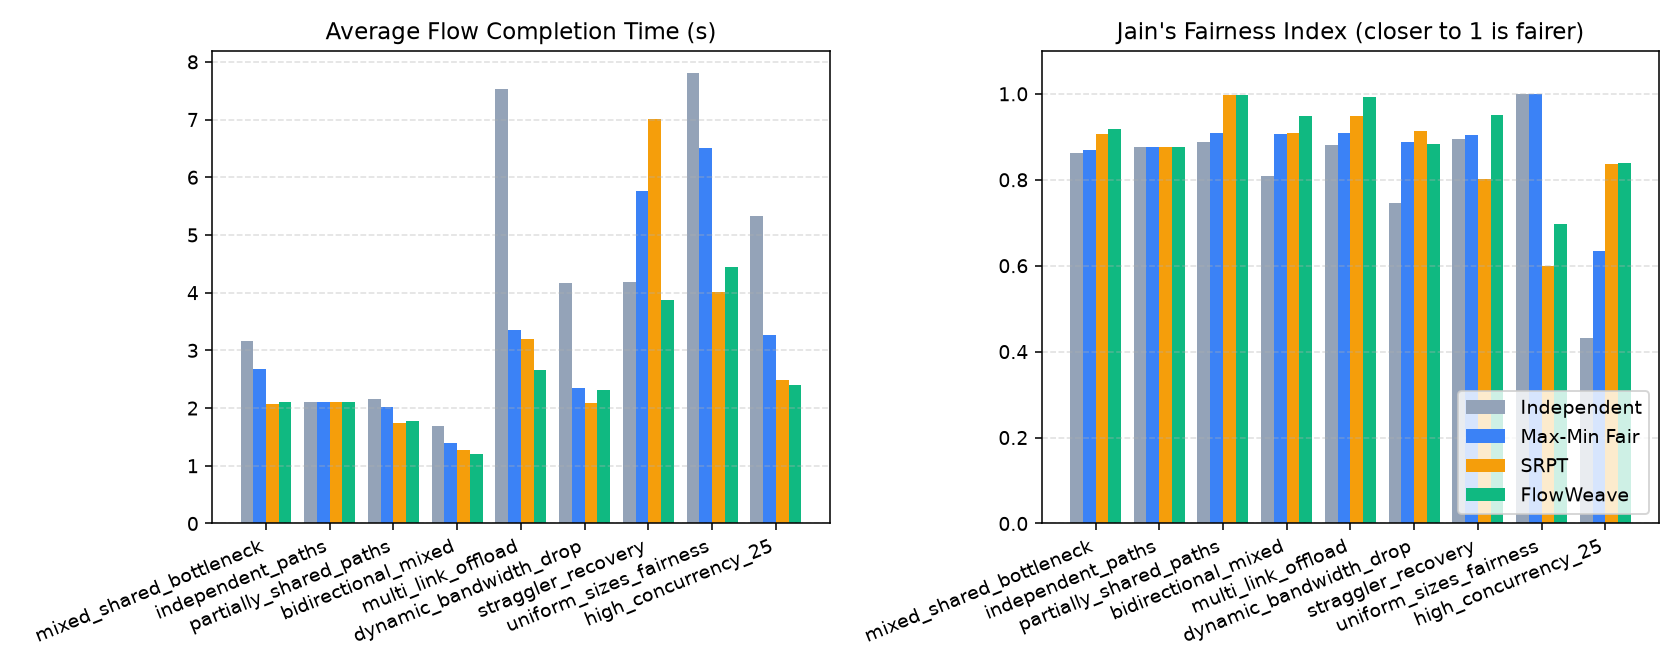 Average Flow Completion Time (s)
8
7
6
5
4
3
2
1
0
mixed_shared_bottleneck
independent_paths
partially_shared_paths
bidirectional_mixed
multi_link_offload
dynamic_bandwidth_drop
straggler_recovery
uniform_sizes_fairness
high_concurrency_25
Jain's Fairness Index (closer to 1 is fairer)
1.0
0.8
0.6
0.4
0.2
0.0
mixed_shared_bottleneck
independent_paths
partially_shared_paths
bidirectional_mixed
multi_link_offload
dynamic_bandwidth_drop
straggler_recovery
uniform_sizes_fairness
high_concurrency_25
Independent
Max-Min Fair
SRPT
FlowWeave